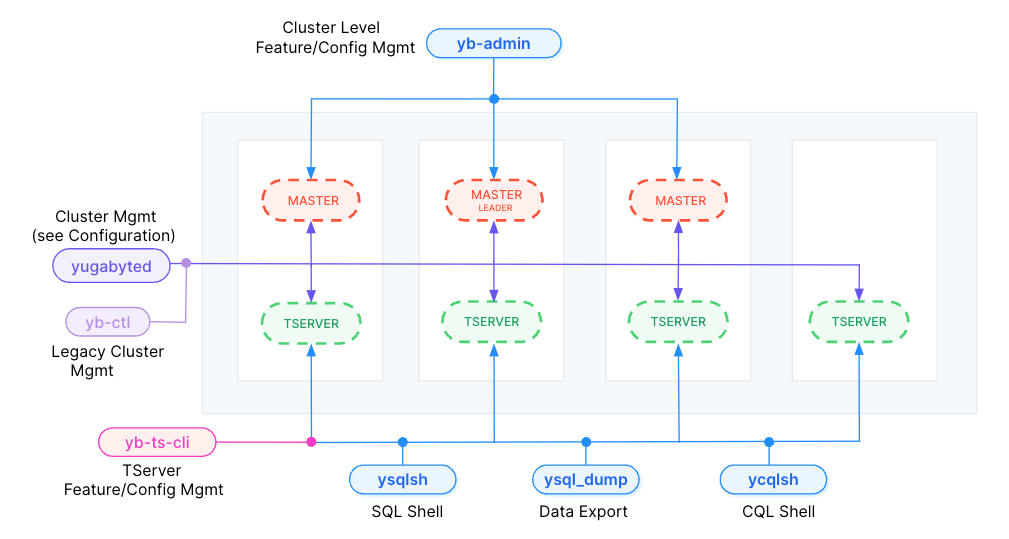 Cluster Level
Feature/Config Mgmt
yb-admin
MASTER
MASTER
LEADER
MASTER
Cluster Mgmt
(see Configuration)
yugabyted
yb-ctl
Legacy Cluster
Mgmt
TSERVER
TSERVER
TSERVER
TSERVER
yb-ts-cli
TServer
Feature/Config Mgmt
ysqlsh
SQL Shell
ysql_dump
Data Export
ycqlsh
CQL Shell